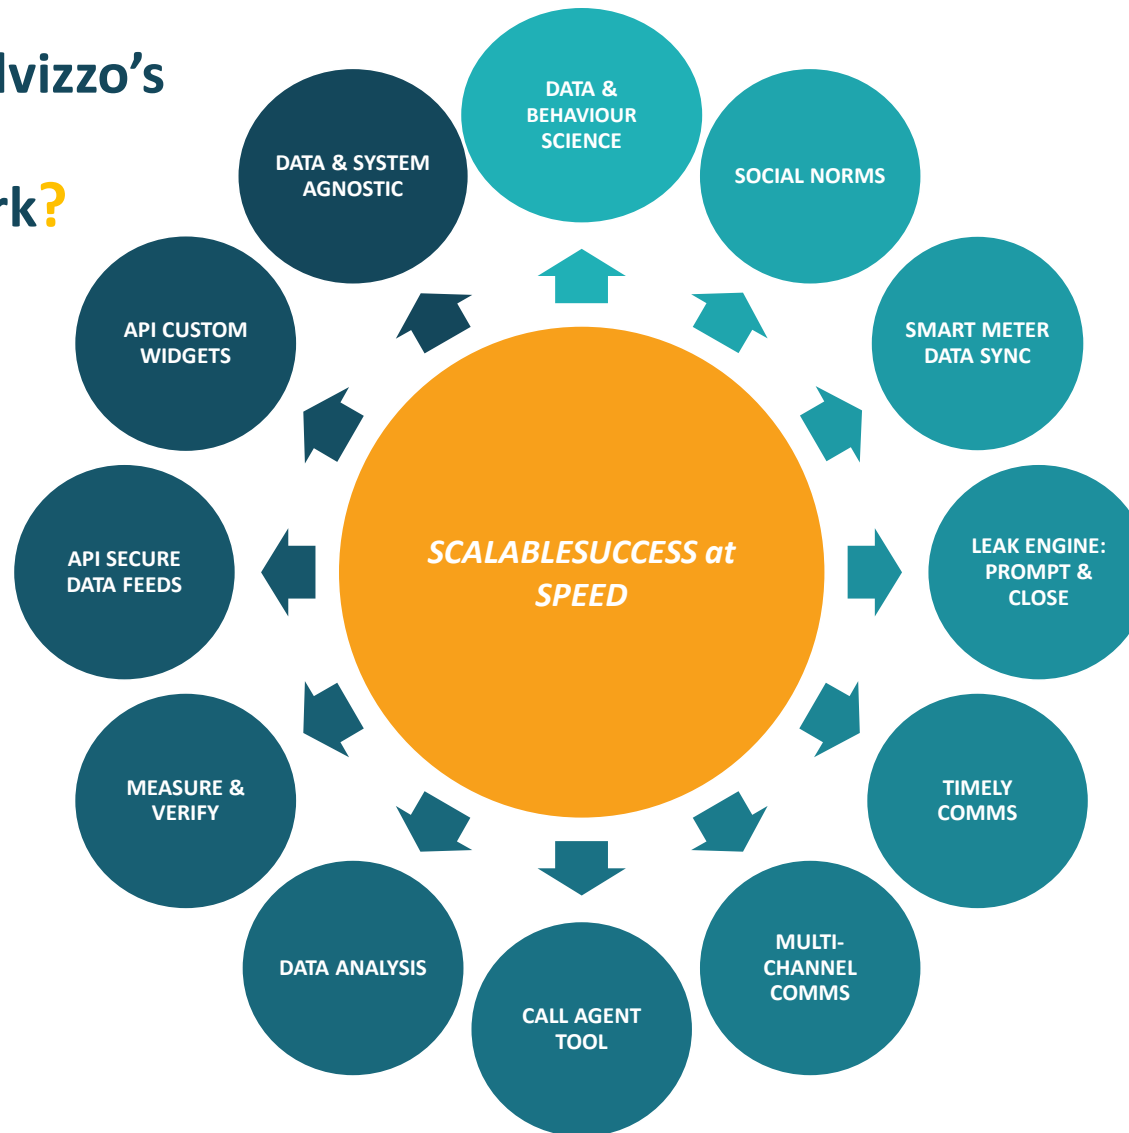 lvizzo's
rk?
DATA &
BEHAVIOUR
SCIENCE
SOCIAL NORMS
SMART METER
DATA SYNC
LEAK ENGINE:
PROMPT &
CLOSE
TIMELY
COMMS
MULTI-
CHANNEL
COMMS
CALL AGENT
TOOL
DATA ANALYSIS
MEASURE &
VERIFY
API SECURE
DATA FEEDS
API CUSTOM
WIDGETS
DATA & SYSTEM
AGNOSTIC
SCALABLESUCCESS at
SPEED